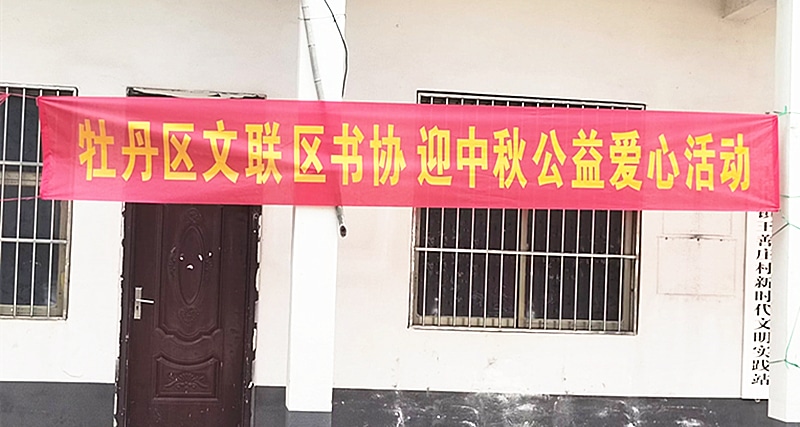 牡丹区文联区书协 迎中秋公益爱心活动
王善庄村新时代文明实践站